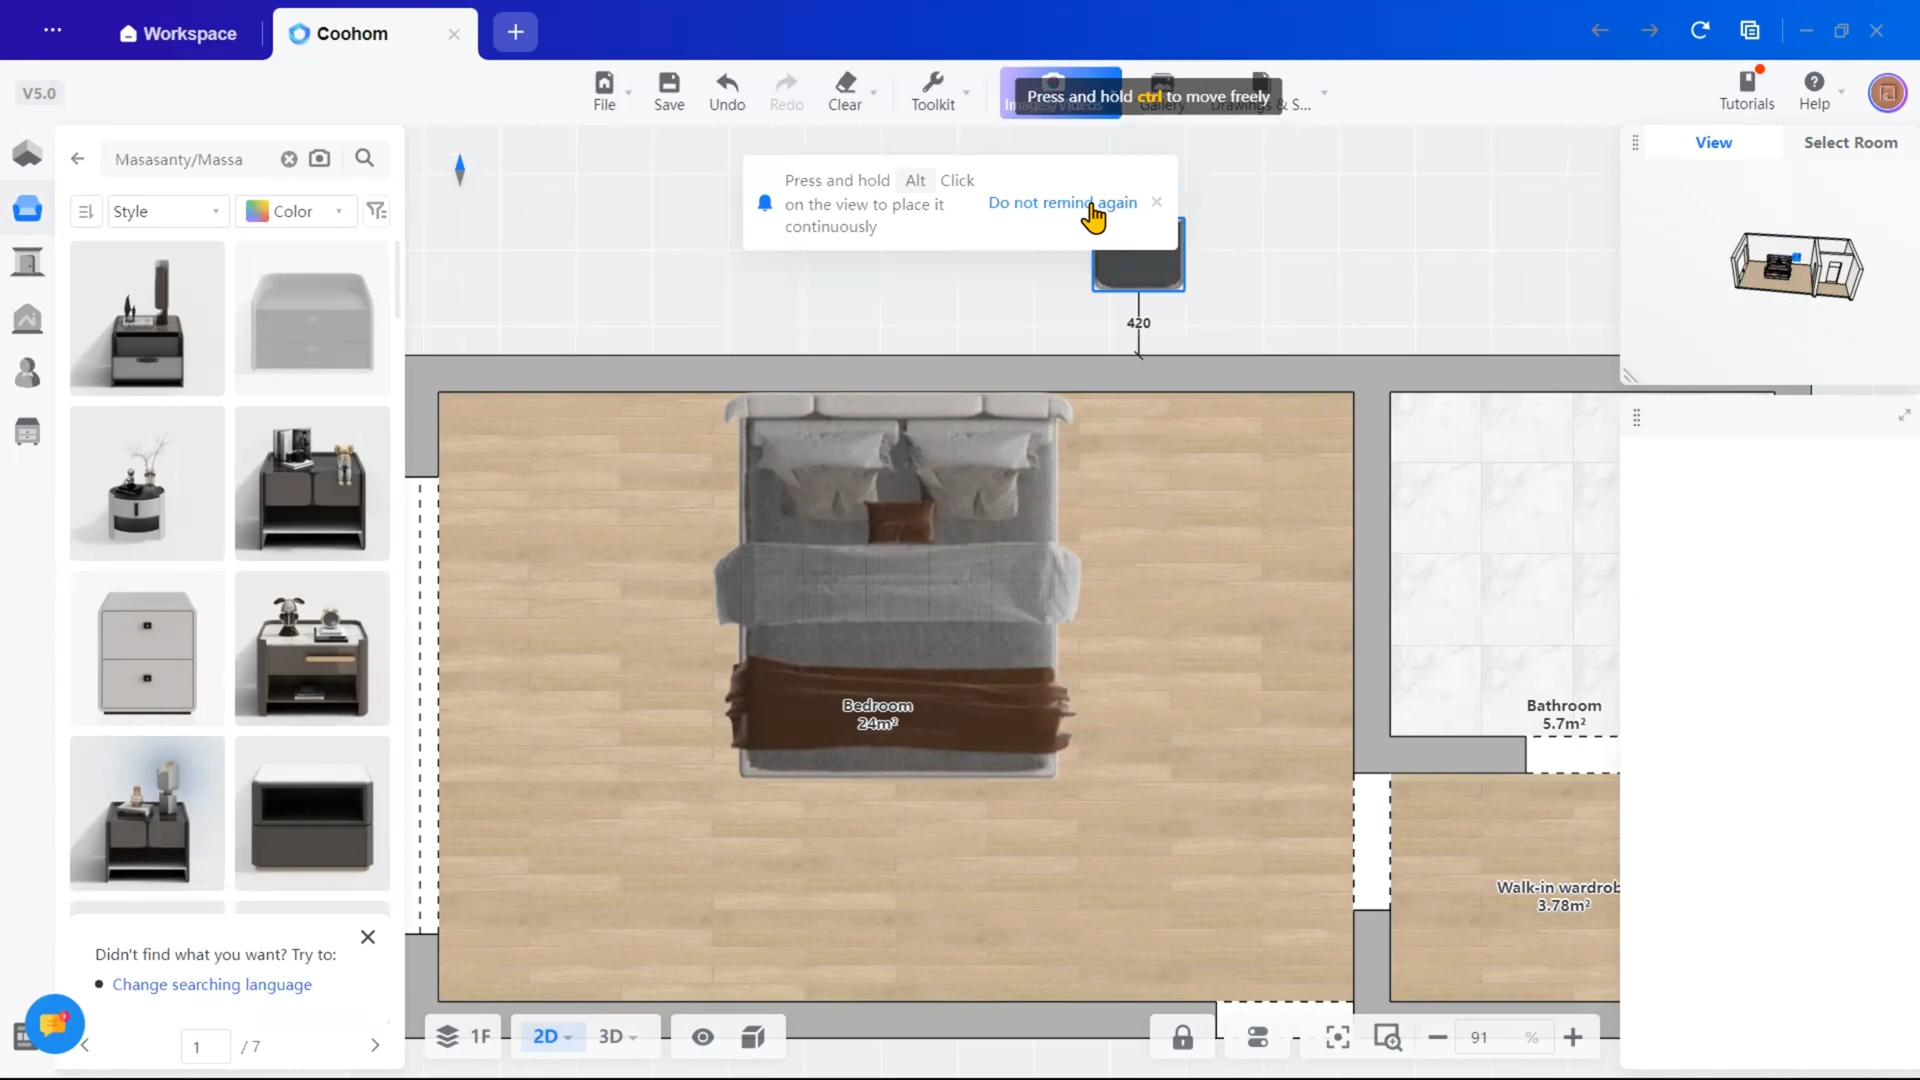 Workspace
Coohom
V5.0
File
Save
Undo
Redo
Clear
Toolkit
Press and hold ctrl to move freely
Gallery
Tutorials
Help
Masasanty/Massa
Style
Color
Press and hold Alt Click
on the view to place it
continuously
Do not remind again
View
Select Room
420
Bedroom
24m²
Bathroom
5.7m²
Walk-in wardrob
3.78m²
Didn't find what you want? Try to:
Change searching language
1 / 7
1F
2D
3D
91 %